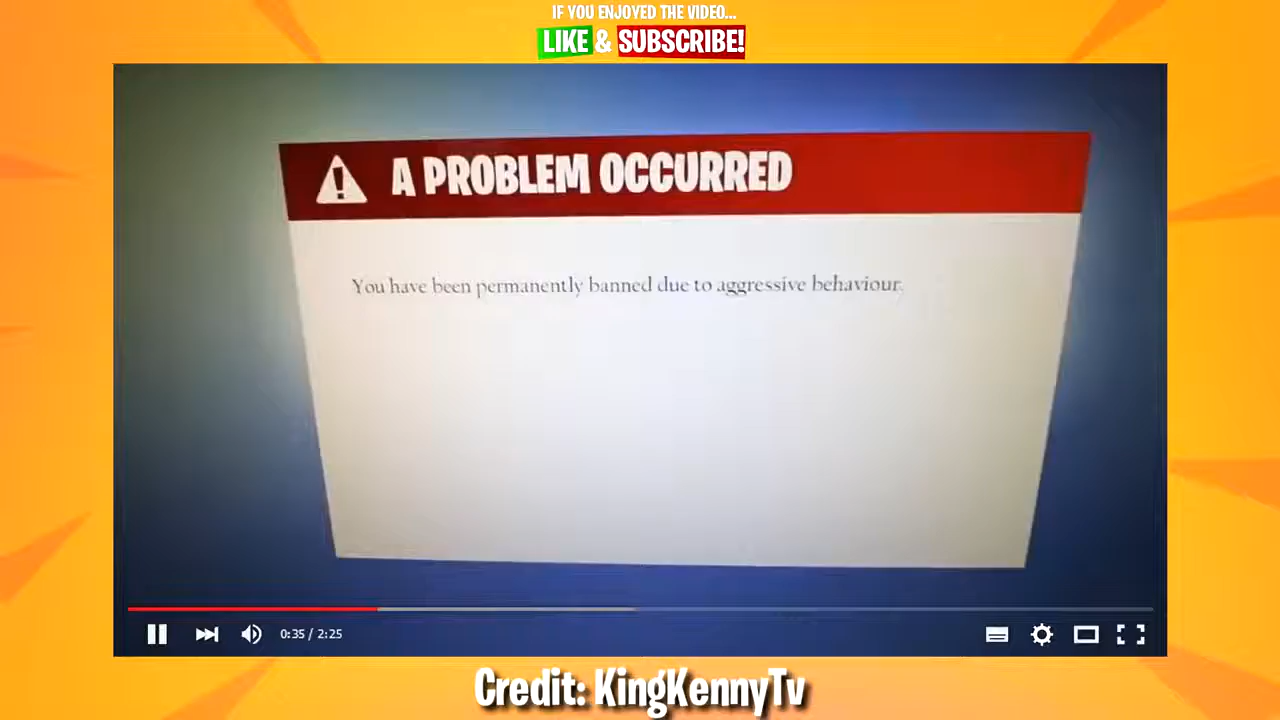 IF YOU ENJOYED THE VIDEO...
LIKE & SUBSCRIBE!
A PROBLEM OCCURRED
You have been permanently banned due to aggressive behaviour.
0:35 / 2:25
Credit: KingKennyTv